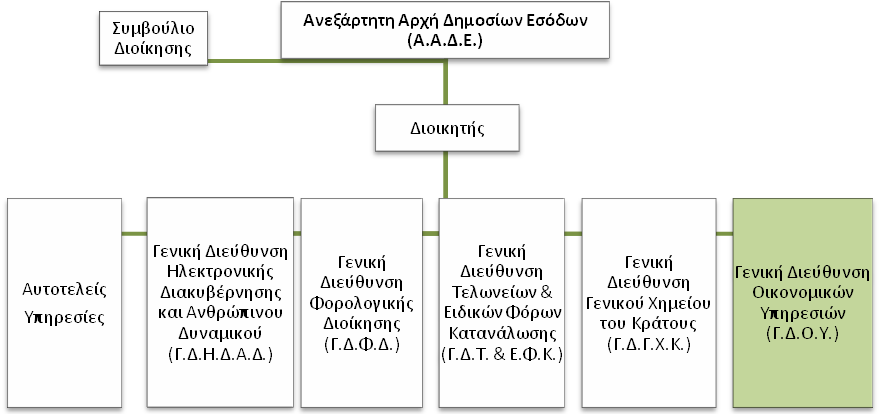 Συμβούλιο
Διοίκησης
Ανεξάρτητη Αρχή Δημοσίων Εσόδων
(Α.Α.Δ.Ε.)
Διοικητής
Αυτοτελείς
Υπηρεσίες
Γενική Διεύθυνση
Ηλεκτρονικής
Διακυβέρνησης
και Ανθρώπινου
Δυναμικού
(Γ.Δ.Η.Δ.Α.Δ.)
Γενική
Διεύθυνση
Φορολογικής
Διοίκησης
(Γ.Δ.Φ.Δ.)
Γενική
Διεύθυνση
Τελωνείων &
Ειδικών Φόρων
Κατανάλωσης
(Γ.Δ.Τ. & Ε.Φ.Κ.)
Γενική
Διεύθυνση
Γενικού Χημείου
του Κράτους
(Γ.Δ.Γ.Χ.Κ.)
Γενική Διεύθυνση
Οικονομικών
Υπηρεσιών
(Γ.Δ.Ο.Υ.)